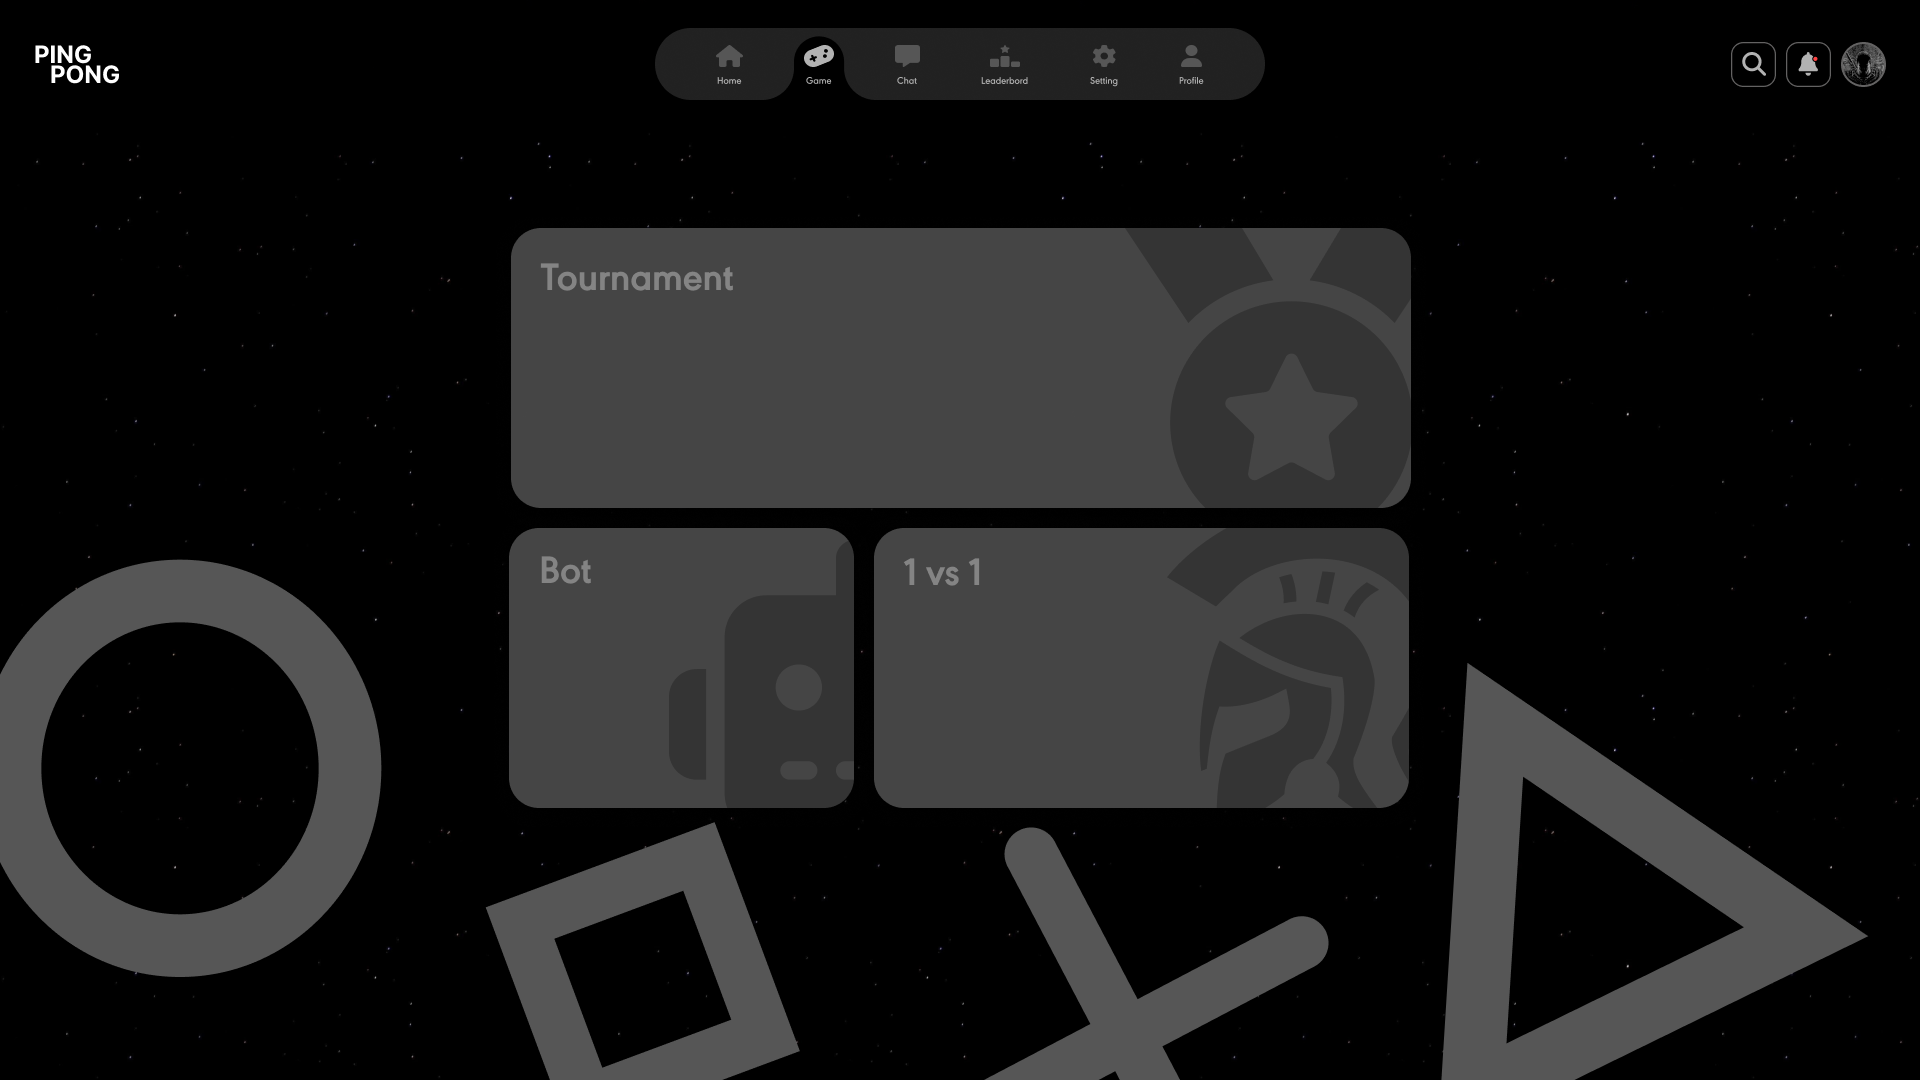 PING
PONG
Home
Game
Chat
Leaderbord
Setting
Profile
Tournament
Bot
1 vs 1